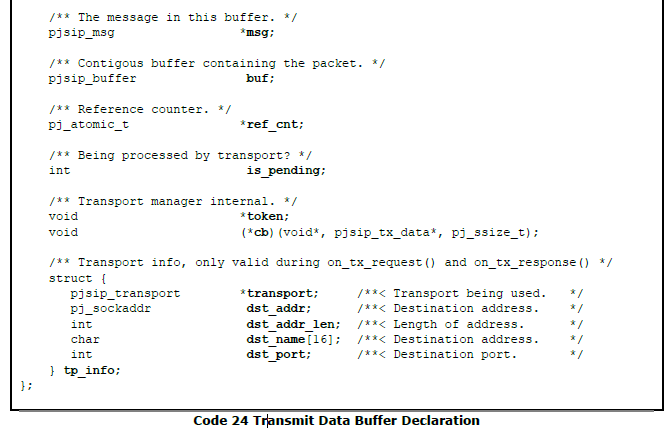 /** The message in this buffer. */
pjsip_msg *msg;
/** Contigous buffer containing the packet. */
pjsip_buffer buf;
/** Reference counter. */
pj_atomic_t *ref_cnt;
/** Being processed by transport? */
int is_pending;
/** Transport manager internal. */
void *token;
void (*cb)(void*, pjsip_tx_data*, pj_ssize_t);
/** Transport info, only valid during on_tx_request() and on_tx_response() */
struct {
pjsip_transport *transport; /**< Transport being used. */
pj_sockaddr dst_addr; /**< Destination address. */
int dst_addr_len; /**< Length of address. */
char dst_name[16]; /**< Destination address. */
int dst_port; /**< Destination port. */
} tp_info;
};
Code 24 Transmit Data Buffer Declaration